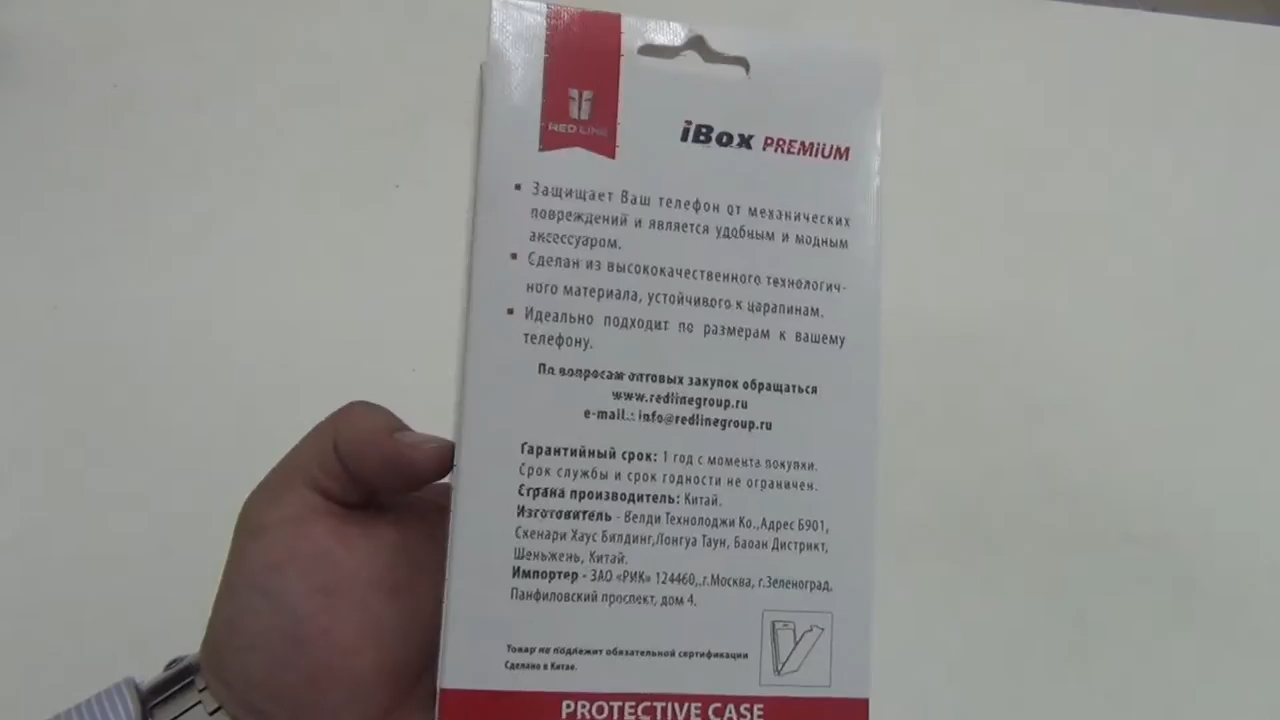 RED LINE
iBox PREMIUM
▪ Защищает Ваш телефон от механических
повреждений и является удобным и модным
аксессуаром.
▪ Сделан из высококачественного технологич-
ного материала, устойчивого к царапинам.
▪ Идеально подходит по размерам к вашему
телефону.
По вопросам оптовых закупок обращаться
www.redlinegroup.ru
e-mail.: info@redlinegroup.ru
Гарантийный срок: 1 год с момента покупки.
Срок службы и срок годности не ограничен.
Страна производитель: Китай.
Изготовитель - Велди Технолоджи Ко.,Адрес Б901,
Скенари Хаус Билдинг,Лонгуа Таун, Баоан Дистрикт,
Шеньжень, Китай.
Импортер - ЗАО «РИК» 124460,.г.Москва, г.Зеленоград,
Панфиловский проспект, дом 4.
Товар не подлежит обязательной сертификации
Сделано в Китае.
PROTECTIVE CASE